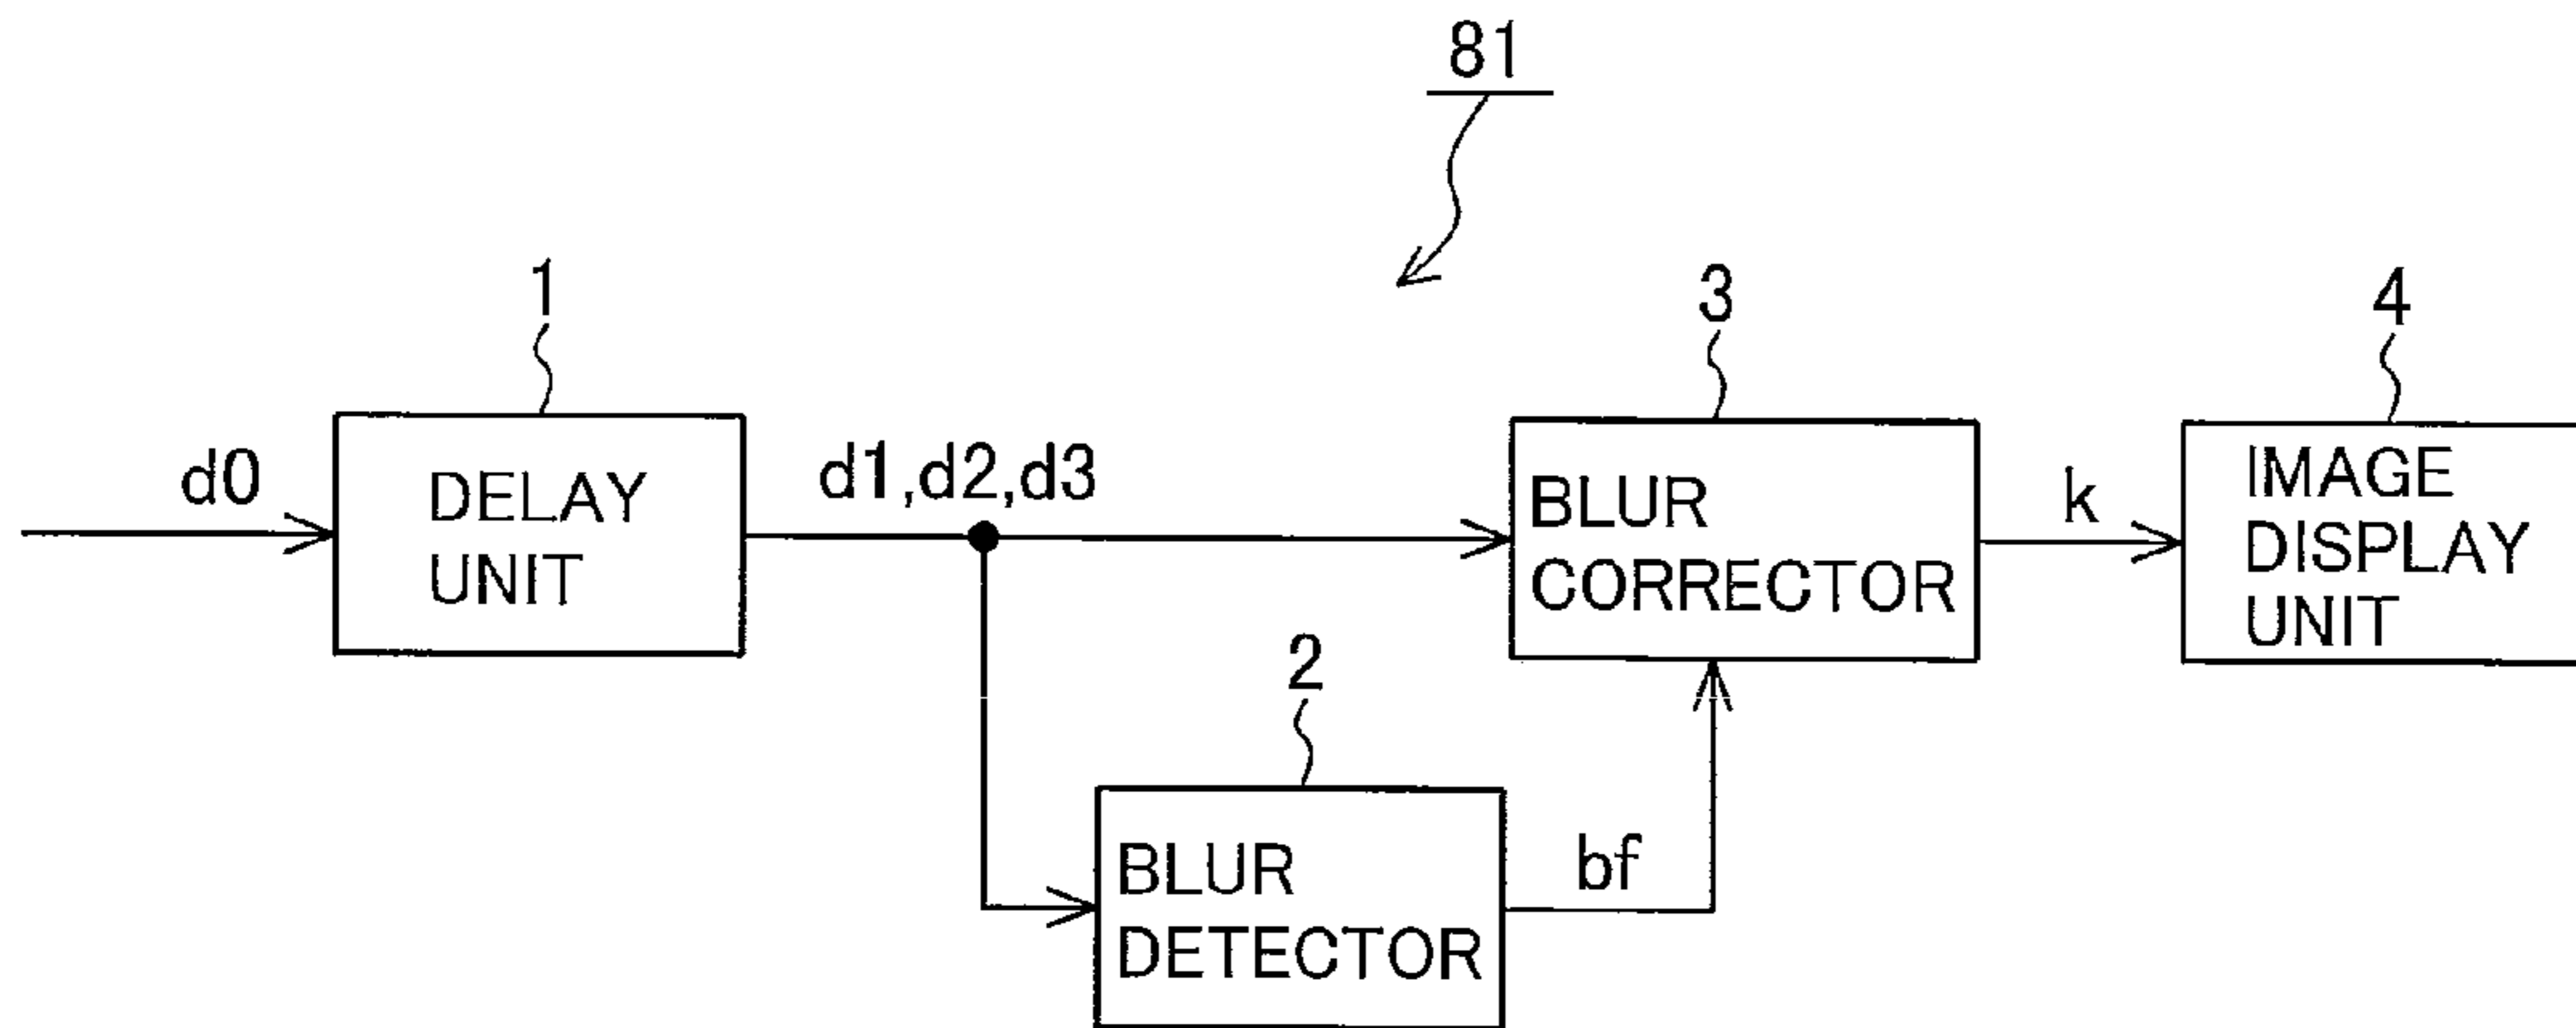 81
1
3
4
d0
DELAY
UNIT
d1,d2,d3
BLUR
CORRECTOR
k
IMAGE
DISPLAY
UNIT
2
BLUR
DETECTOR
bf